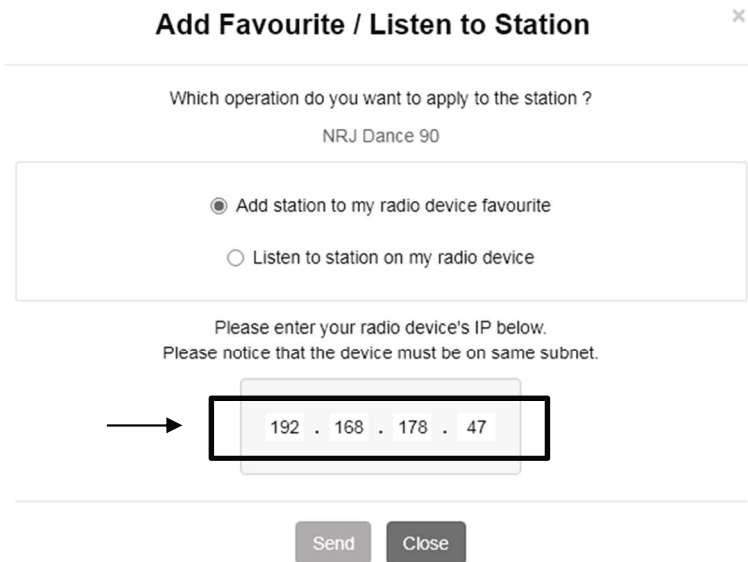 Add Favourite / Listen to Station
×
Which operation do you want to apply to the station ?
NRJ Dance 90
Add station to my radio device favourite
Listen to station on my radio device
Please enter your radio device's IP below.
Please notice that the device must be on same subnet.
192 . 168 . 178 . 47
Send Close